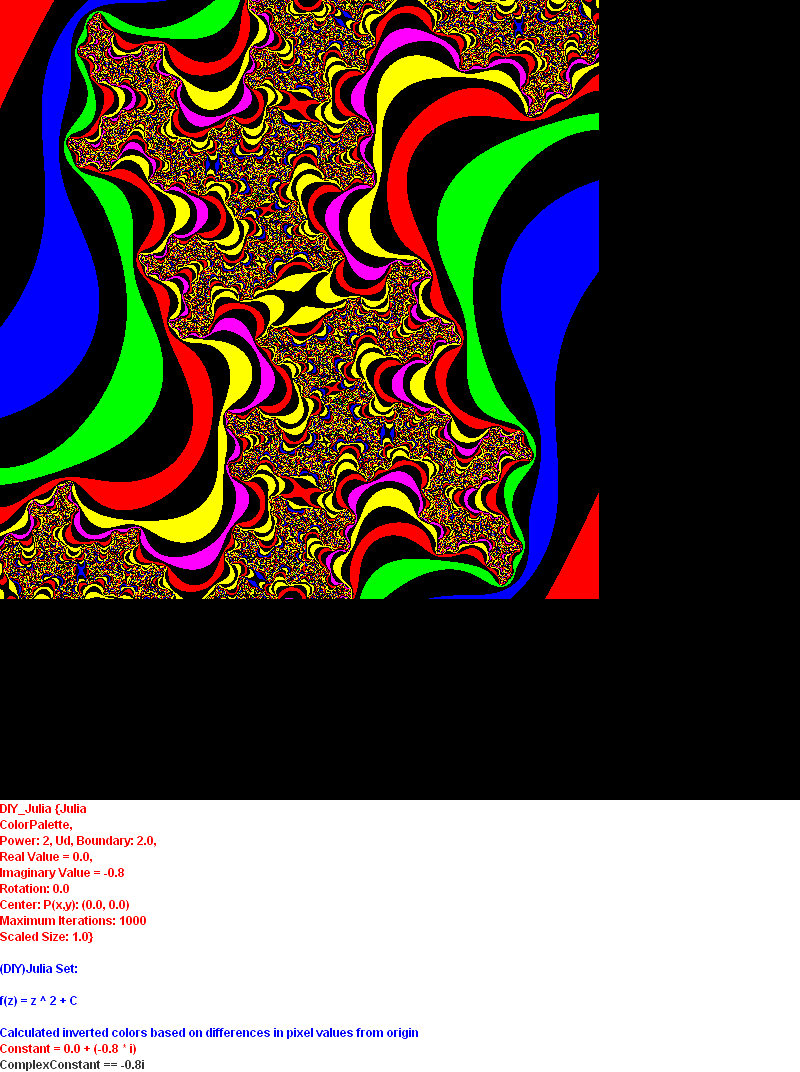 DIY_Julia {Julia
ColorPalette,
Power: 2, Ud, Boundary: 2.0,
Real Value = 0.0,
Imaginary Value = -0.8
Rotation: 0.0
Center: P(x,y): (0.0, 0.0)
Maximum Iterations: 1000
Scaled Size: 1.0}
(DIY)Julia Set:
f(z) = z ^ 2 + C
Calculated inverted colors based on differences in pixel values from origin
Constant = 0.0 + (-0.8 * i)
ComplexConstant == -0.8i